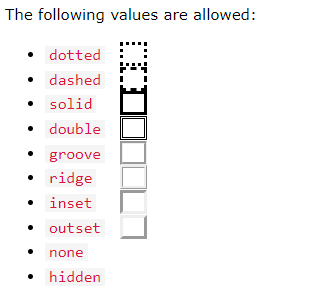 The following values are allowed:
dotted
dashed
solid
double
groove
ridge
inset
outset
none
hidden